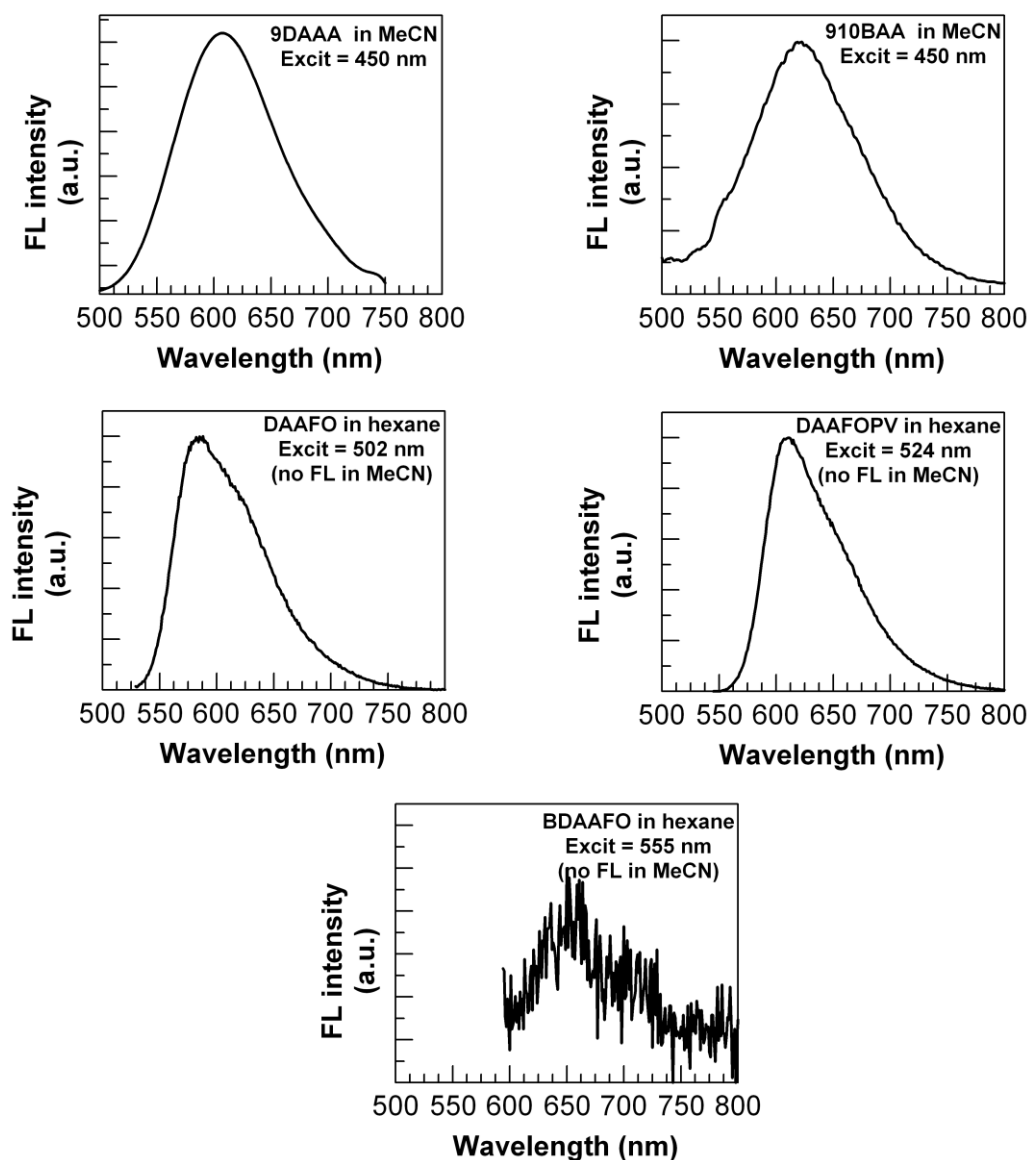 9DAAA in MeCN
Excit = 450 nm
FL intensity
(a.u.)
500 550 600 650 700 750 800
Wavelength (nm)
910BAA in MeCN
Excit = 450 nm
FL intensity
(a.u.)
500 550 600 650 700 750 800
Wavelength (nm)
DAAFO in hexane
Excit = 502 nm
(no FL in MeCN)
FL intensity
(a.u.)
500 550 600 650 700 750 800
Wavelength (nm)
DAAFOPV in hexane
Excit = 524 nm
(no FL in MeCN)
FL intensity
(a.u.)
500 550 600 650 700 750 800
Wavelength (nm)
BDAAFO in hexane
Excit = 555 nm
(no FL in MeCN)
FL intensity
(a.u.)
500 550 600 650 700 750 800
Wavelength (nm)